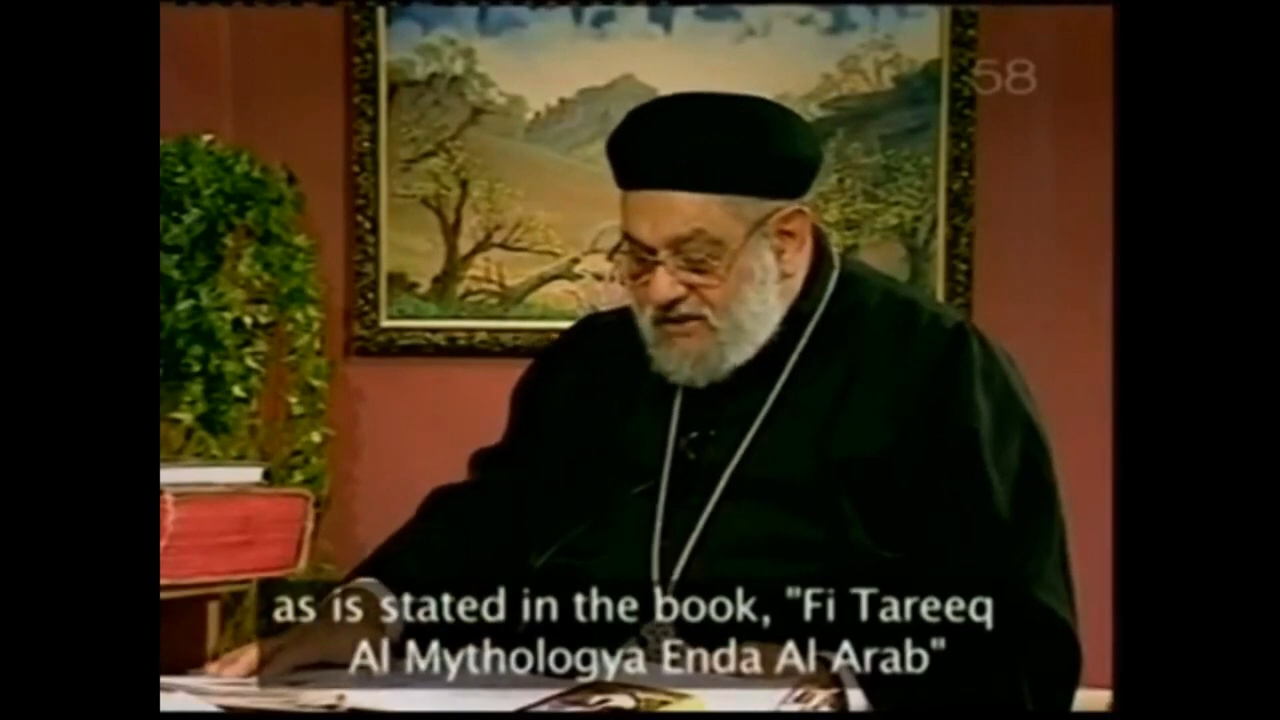 58
as is stated in the book, "Fi Tareeq
Al Mythologya Enda Al Arab"